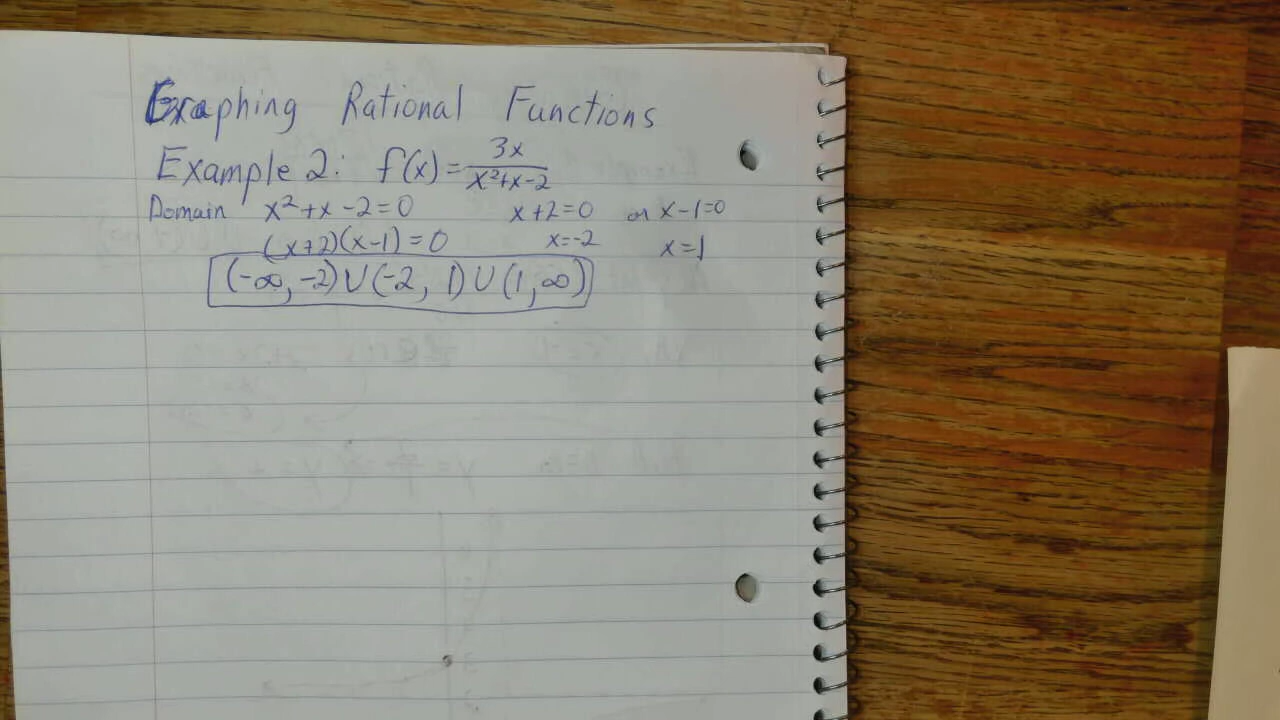 Graphing Rational Functions
Example 2: f(x) = 3x/(x²+x-2)
Domain x²+x-2=0 x+2=0 or x-1=0
(x+2)(x-1)=0 x=-2 x=1
(-∞,-2)∪(-2, 1)∪(1,∞)